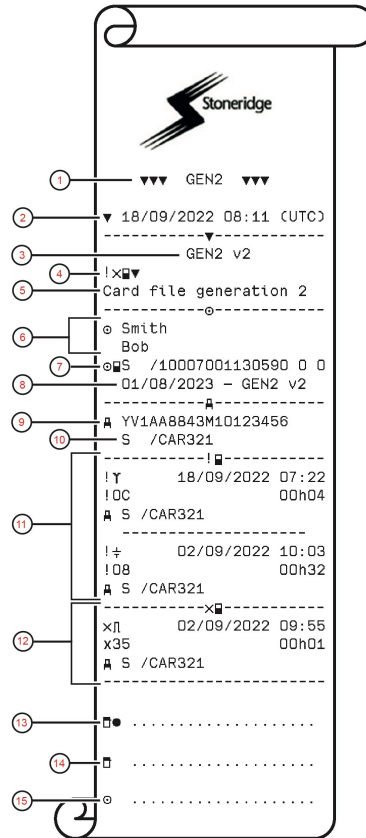 Stoneridge
1 ▼▼▼ GEN2 ▼▼▼
2 ▼ 18/09/2022 08:11 (UTC)
----------▼----------
3 GEN2 v2
4 !×▼
5 Card file generation 2
6 Smith
Bob
7 S /10007001130590 0 0
8 01/08/2023 - GEN2 v2
9 YV1AA8843M10123456
10 S /CAR321
11 ! 18/09/2022 07:22
!0C 00h04
S /CAR321
! ÷ 02/09/2022 10:03
!08 00h32
S /CAR321
12 × 02/09/2022 09:55
x35 00h01
S /CAR321
13 ● ....................
14 ....................
15 ....................